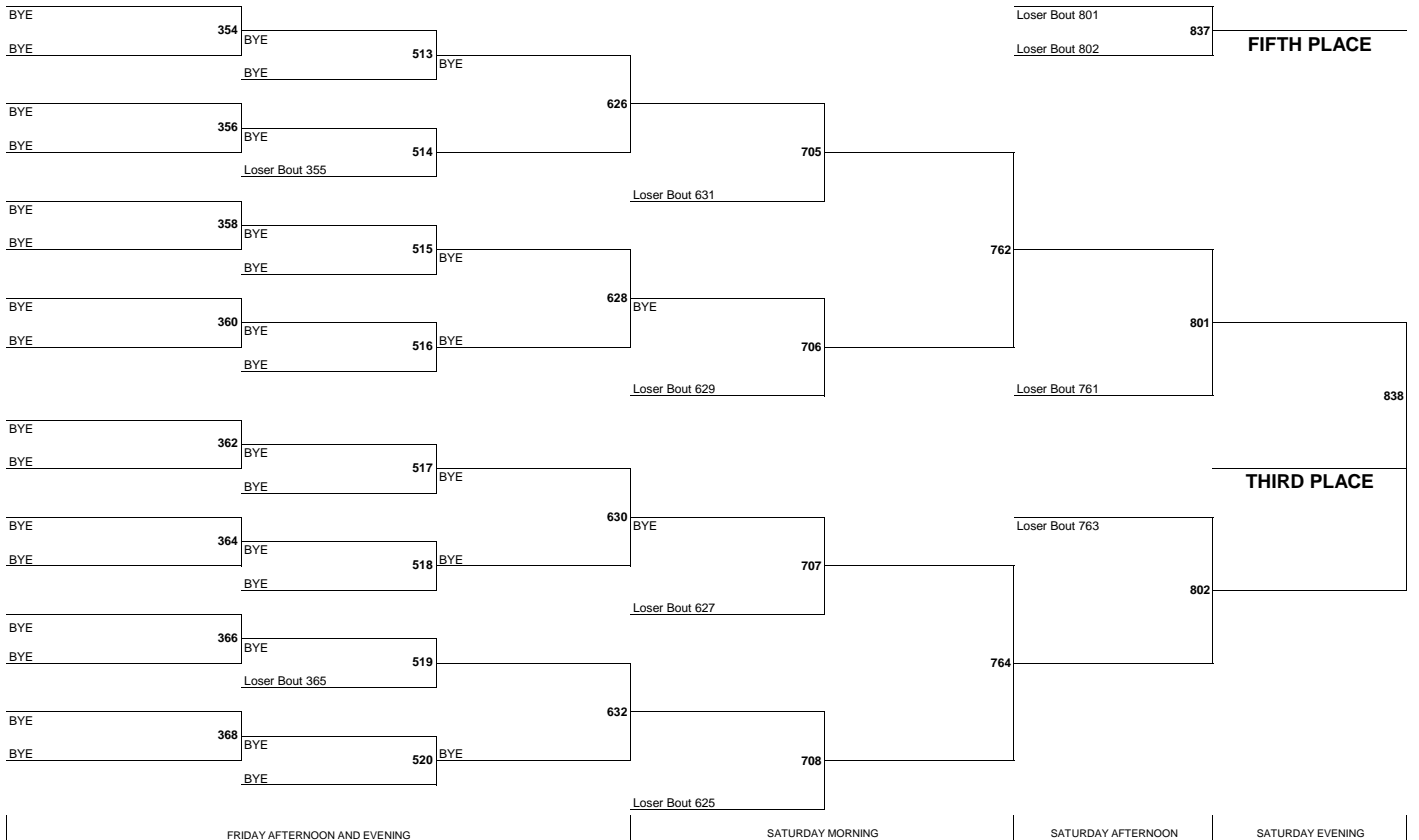 BYE
354
BYE
BYE
BYE
513
BYE
BYE
356
BYE
BYE
Loser Bout 355
514
626
Loser Bout 631
705
BYE
358
BYE
BYE
BYE
515
BYE
BYE
360
BYE
BYE
BYE
516
BYE
628
BYE
Loser Bout 629
706
762
Loser Bout 761
801
BYE
362
BYE
BYE
BYE
517
BYE
BYE
364
BYE
BYE
BYE
518
BYE
630
BYE
Loser Bout 627
707
BYE
366
BYE
BYE
Loser Bout 365
519
BYE
368
BYE
BYE
BYE
520
BYE
632
Loser Bout 625
708
764
Loser Bout 763
802
838
THIRD PLACE
Loser Bout 801
Loser Bout 802
837
FIFTH PLACE
FRIDAY AFTERNOON AND EVENING
SATURDAY MORNING
SATURDAY AFTERNOON
SATURDAY EVENING